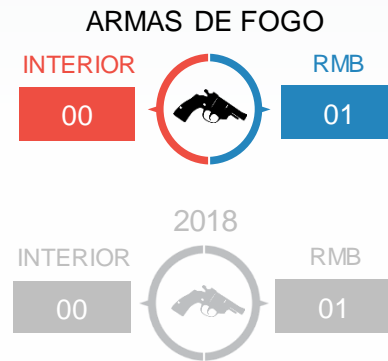 ARMAS DE FOGO
INTERIOR RMB
00 01
2018
INTERIOR RMB
00 01